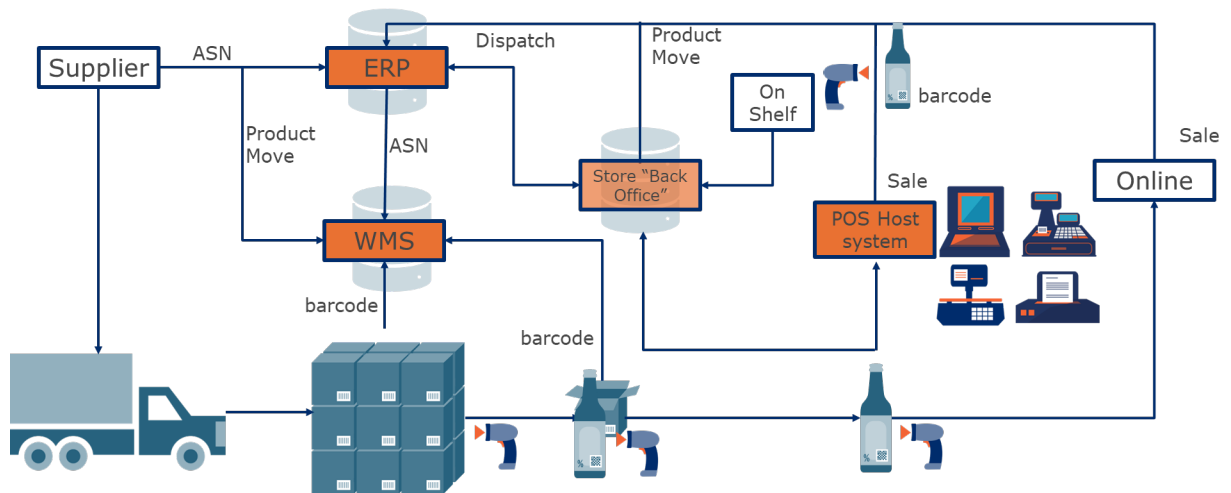 ASN
Supplier
ERP
Dispatch
Product
Move
On
Shelf
barcode
Sale
Product
Move
ASN
Store “Back
Office”
Sale
Online
WMS
POS Host
system
barcode
barcode
%
%
%